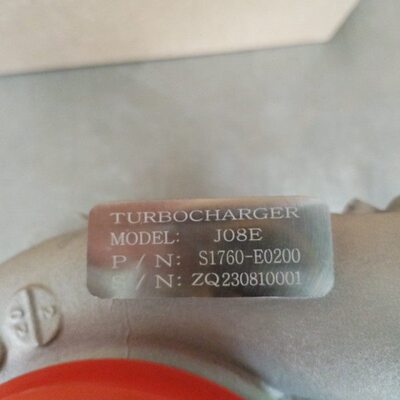 TURBOCHARGER
MODEL: J08E
P / N: S1760-E0200
S / N: ZQ230810001